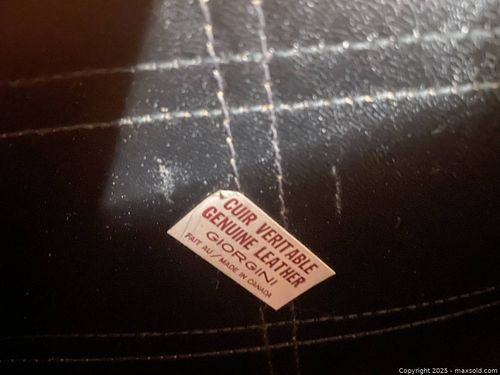 CUIR VERITABLE
GENUINE LEATHER
GIORGINI
FAIT AU/MADE IN CANADA
Copyright 2025 - maxsold.com